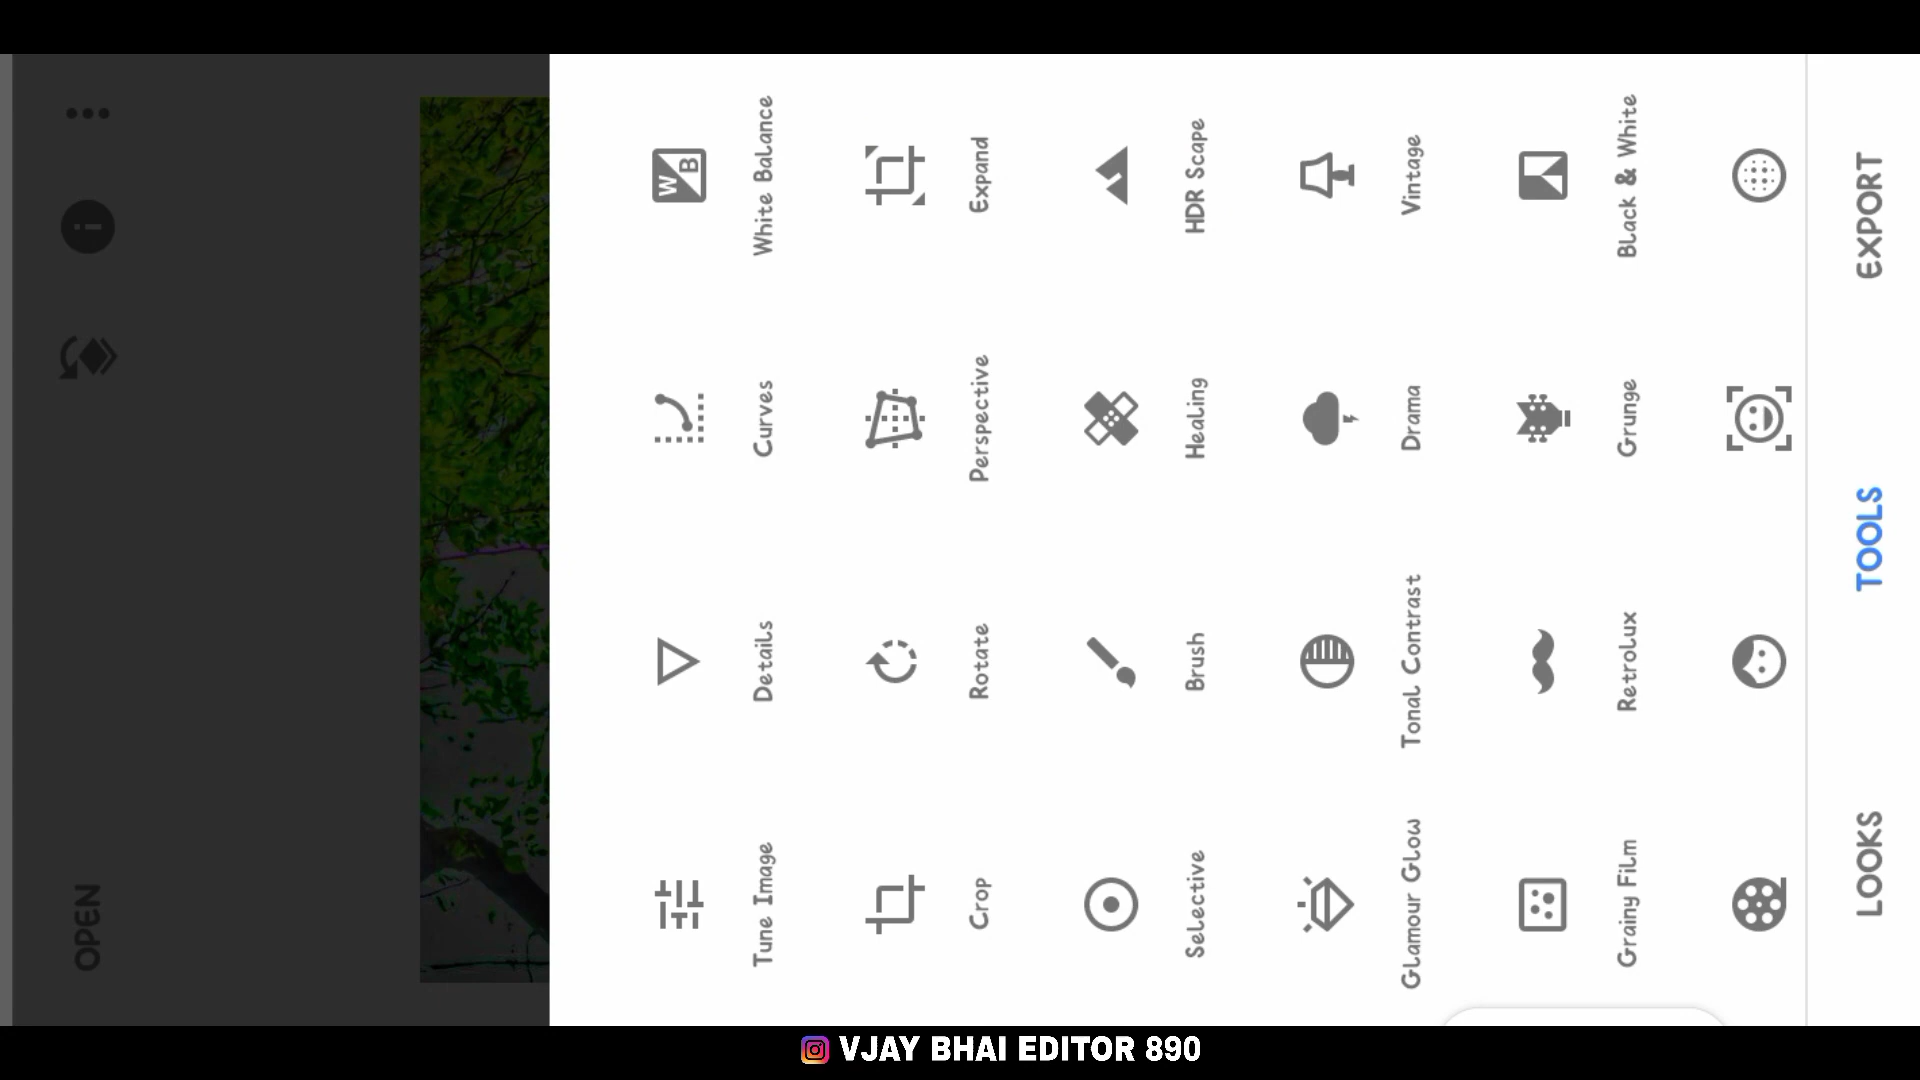 OPEN
Tune Image
Details
Curves
White Balance
Crop
Rotate
Perspective
Expand
Selective
Brush
Healing
HDR Scape
Glamour Glow
Tonal Contrast
Drama
Vintage
Grainy Film
Retrolux
Grunge
Black & White
LOOKS
TOOLS
EXPORT
VJAY BHAI EDITOR 890